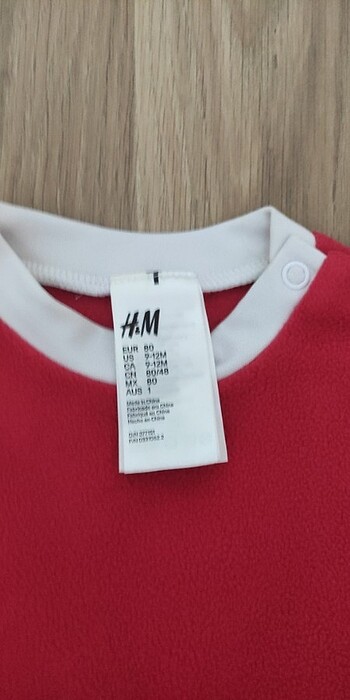 H&M
EUR 80
US 9-12M
CA 9-12M
CH 80/48
MX 80
AUS 1
Made in China
Fabricado em China
Fabriqué en Chine
Hecho en China